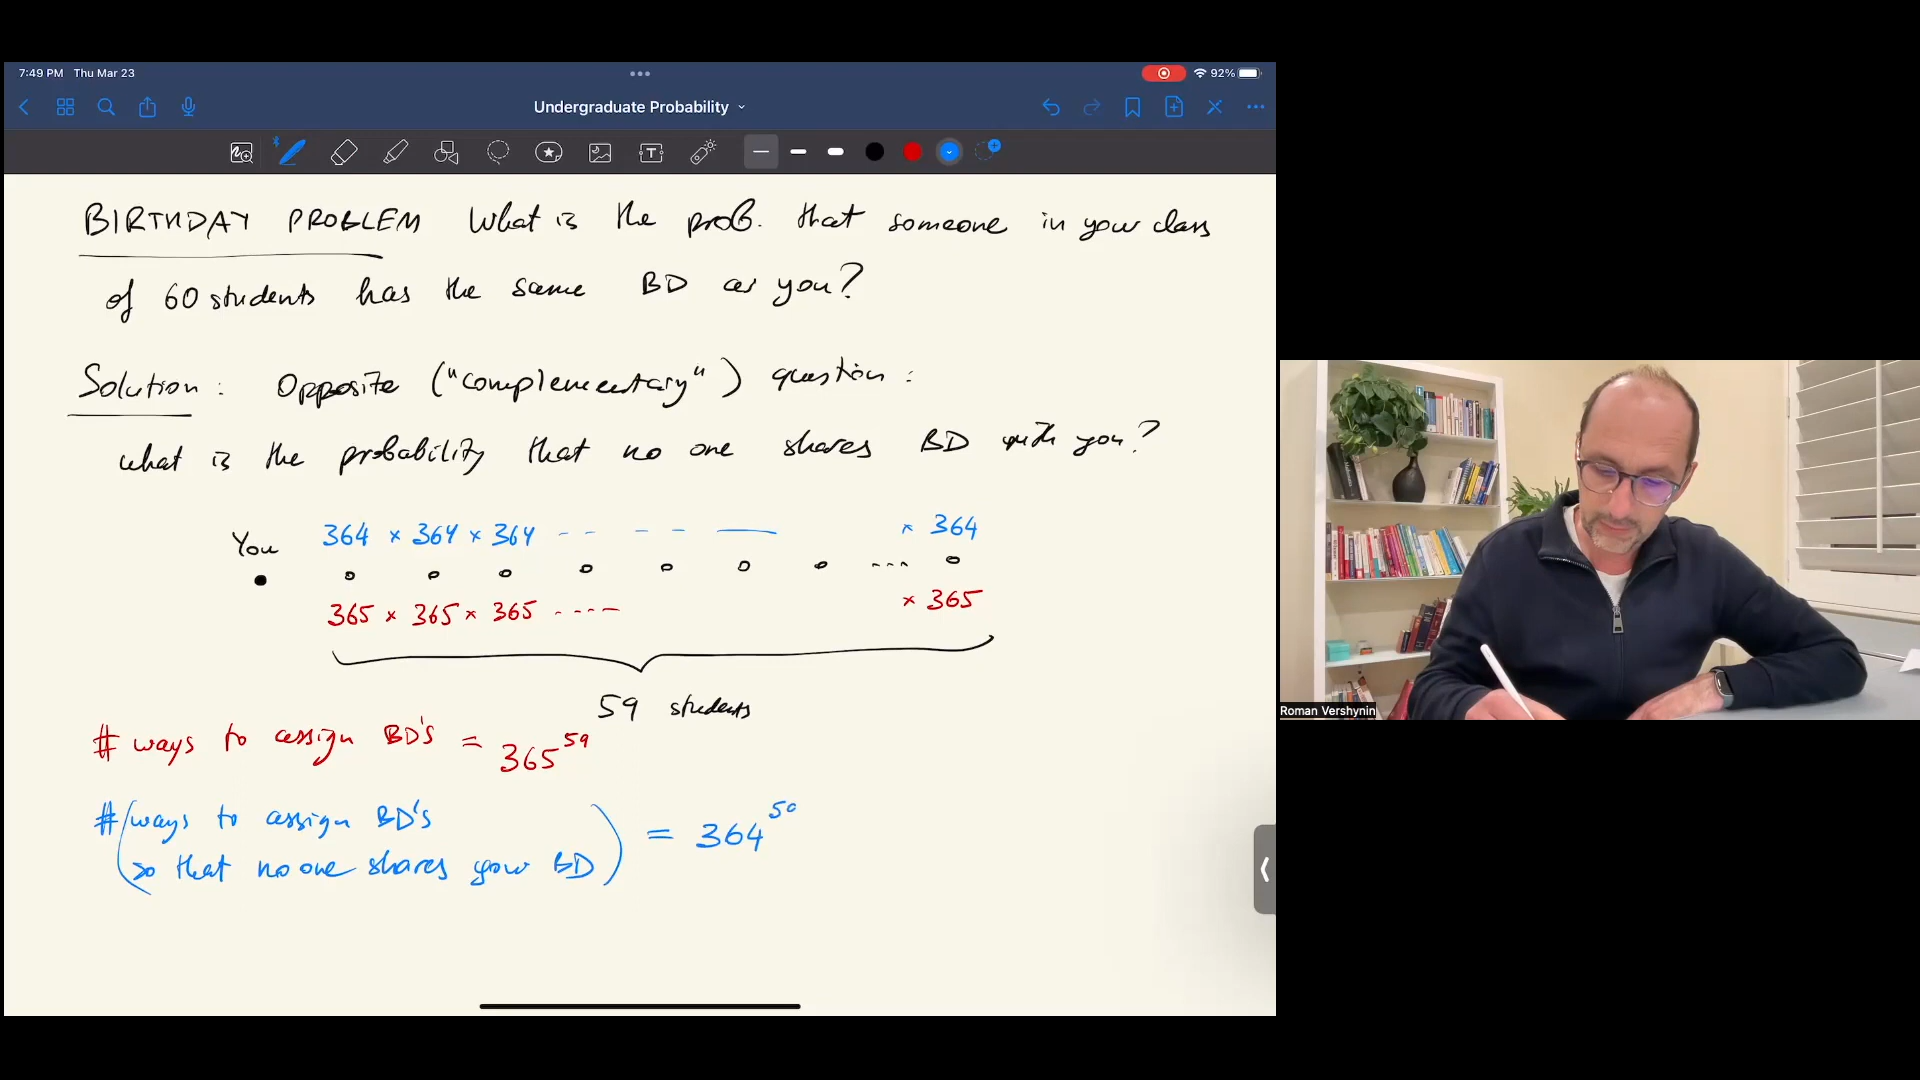 7:49 PM Thu Mar 23
92%
Undergraduate Probability
BIRTHDAY PROBLEM What is the prob. that someone in your class
of 60 students has the same BD as you?
Solution: Opposite ("complementary") question:
what is the probability that no one shares BD with you?
You
364 × 364 × 364 -- - - — × 364
365 × 365 × 365 ---- × 365
59 students
# ways to assign BD's = 365^59
#(ways to assign BD's
so that no one shares your BD) = 364^5
Roman Vershynin